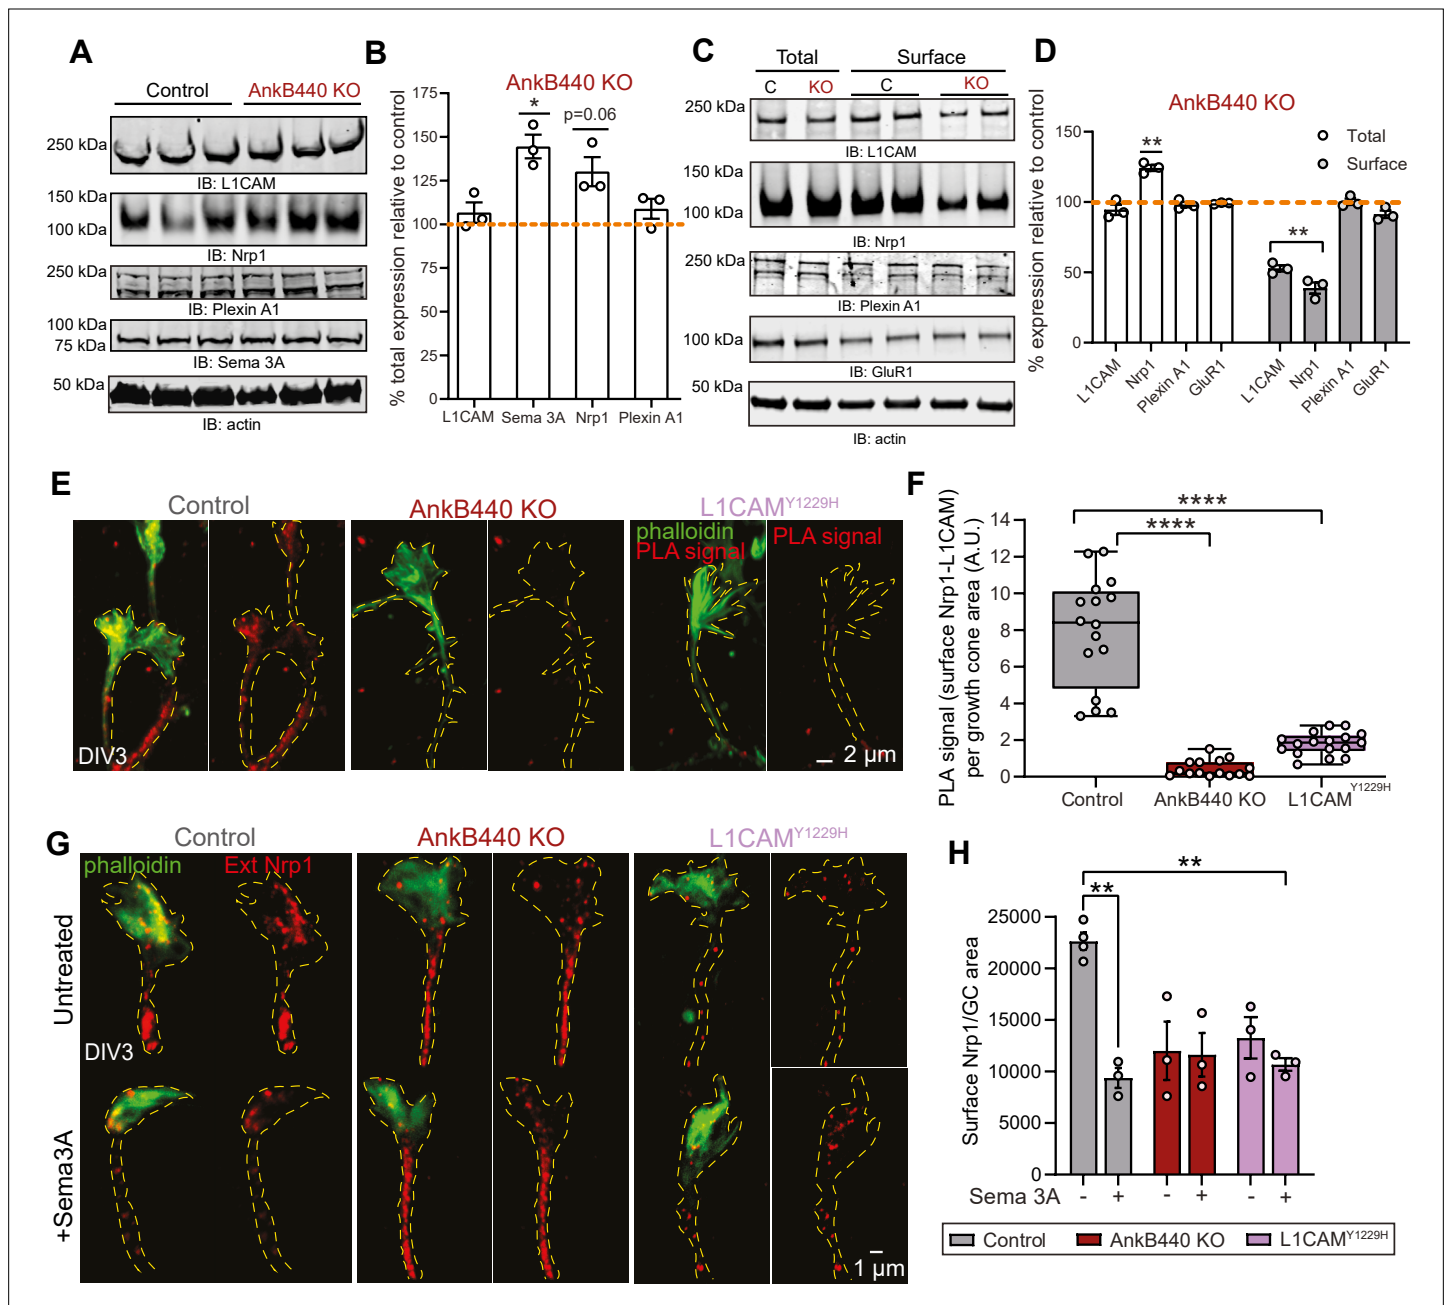 A
Control
AnkB440 KO
250 kDa
IB: L1CAM
150 kDa
100 kDa
IB: Nrp1
250 kDa
IB: Plexin A1
100 kDa
75 kDa
IB: Sema 3A
50 kDa
IB: actin
B
AnkB440 KO
% total expression relative to control
175
150
125
100
75
50
25
0
*
p=0.06
L1CAM Sema 3A Nrp1 Plexin A1
C
Total Surface
C KO C KO
250 kDa
IB: L1CAM
150 kDa
100 kDa
IB: Nrp1
250 kDa
IB: Plexin A1
100 kDa
IB: GluR1
50 kDa
IB: actin
D
AnkB440 KO
% expression relative to control
150
100
50
0
Total
Surface
**
**
L1CAM Nrp1 Plexin A1 GluR1 L1CAM Nrp1 Plexin A1 GluR1
E
Control AnkB440 KO L1CAMY1229H
phalloidin
PLA signal PLA signal
DIV3
2 μm
F
PLA signal (surface Nrp1-L1CAM)
per growth cone area (A.U.)
14
12
10
8
6
4
2
0
****
****
Control AnkB440 KO L1CAMY1229H
G
Control AnkB440 KO L1CAMY1229H
phalloidin Ext Nrp1
Untreated
DIV3
+Sema3A
1 μm
H
Surface Nrp1/GC area
25000
20000
15000
10000
5000
0
**
**
Sema 3A - + - + - +
Control AnkB440 KO L1CAMY1229H